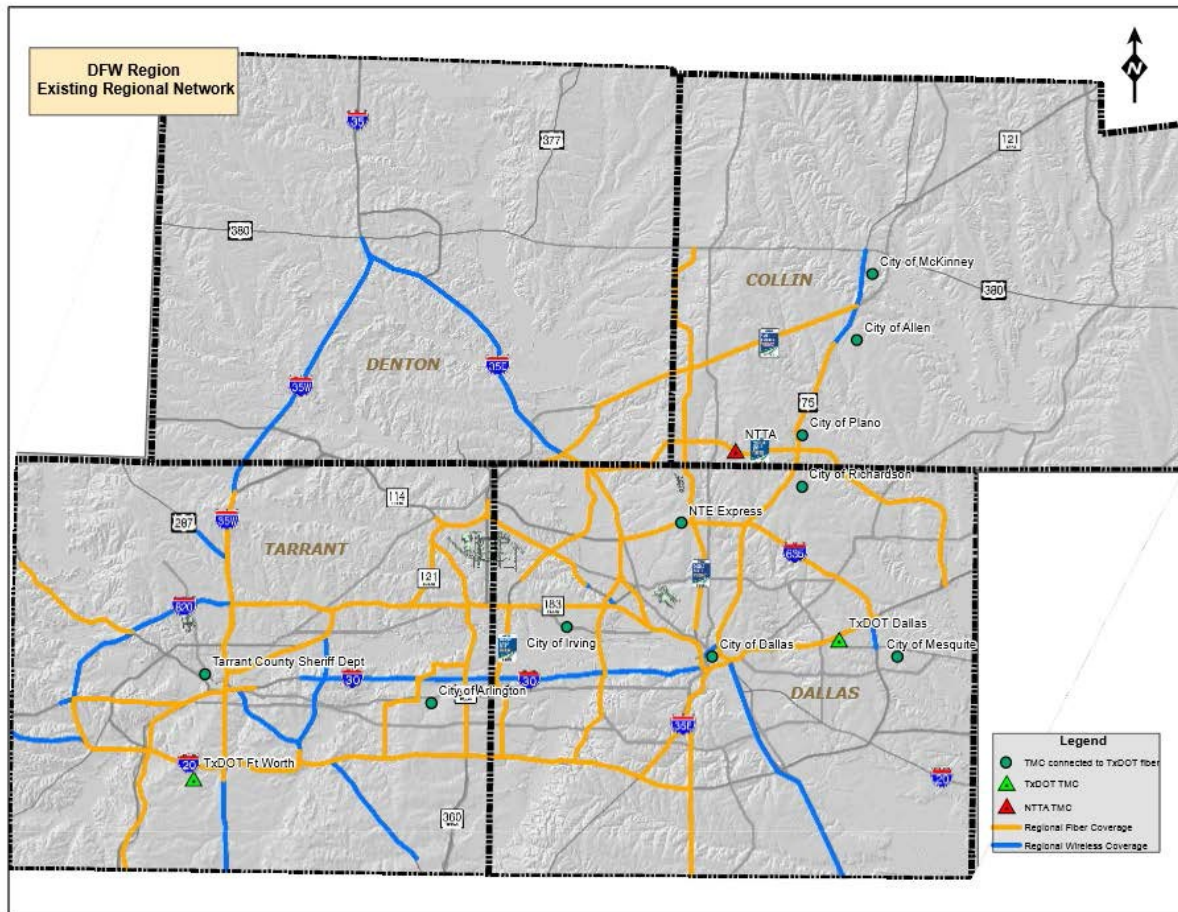 DFW Region
Existing Regional Network
N
35
377
121
380
City of McKinney
COLLIN
380
City of Allen
DENTON
35E
35W
75
City of Plano
NTTA
City of Richardson
114
287
35W
NTE Express
TARRANT
635
121
820
183
City of Irving
TxDOT Dallas
City of Dallas
City of Mesquite
Tarrant County Sheriff Dept
30
30
City of Arlington
DALLAS
35E
20
TxDOT Ft Worth
20
360
Legend
TMC connected to TxDOT fiber
TxDOT TMC
NTTA TMC
Regional Fiber Coverage
Regional Wireless Coverage